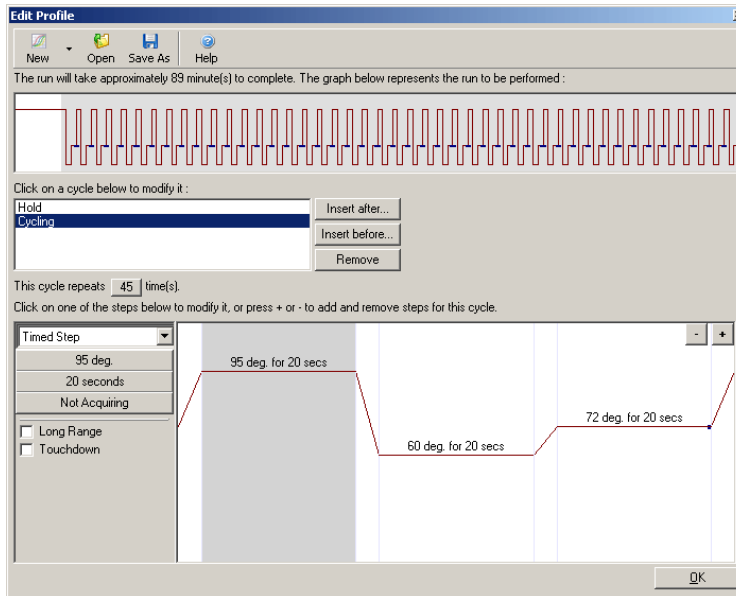 Edit Profile
New Open Save As Help
The run will take approximately 89 minute(s) to complete. The graph below represents the run to be performed :
Click on a cycle below to modify it :
Hold
Cycling
Insert after...
Insert before...
Remove
This cycle repeats 45 time(s).
Click on one of the steps below to modify it, or press + or - to add and remove steps for this cycle.
Timed Step
95 deg.
20 seconds
Not Acquiring
Long Range
Touchdown
- +
95 deg. for 20 secs
60 deg. for 20 secs
72 deg. for 20 secs
OK